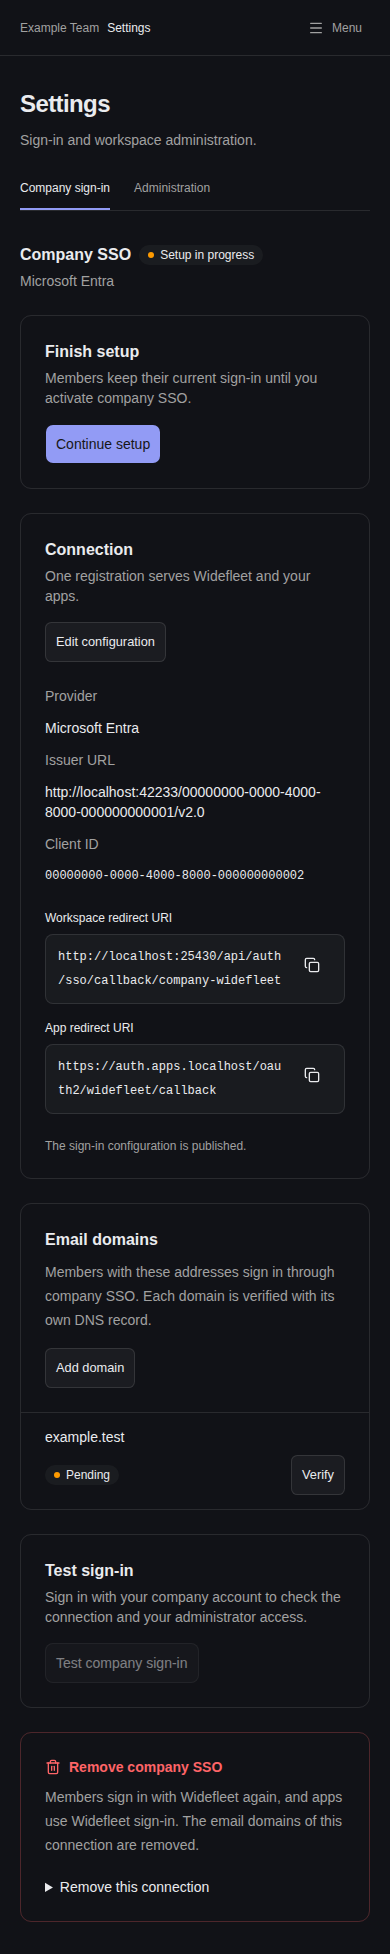 Example Team Settings
Menu
Settings
Sign-in and workspace administration.
Company sign-in
Administration
Company SSO
Setup in progress
Microsoft Entra
Finish setup
Members keep their current sign-in until you
activate company SSO.
Continue setup
Connection
One registration serves Widefleet and your
apps.
Edit configuration
Provider
Microsoft Entra
Issuer URL
http://localhost:42233/00000000-0000-4000-
8000-000000000001/v2.0
Client ID
00000000-0000-4000-8000-000000000002
Workspace redirect URI
http://localhost:25430/api/auth
/sso/callback/company-widefleet
App redirect URI
https://auth.apps.localhost/oau
th2/widefleet/callback
The sign-in configuration is published.
Email domains
Members with these addresses sign in through
company SSO. Each domain is verified with its
own DNS record.
Add domain
example.test
Pending
Verify
Test sign-in
Sign in with your company account to check the
connection and your administrator access.
Test company sign-in
Remove company SSO
Members sign in with Widefleet again, and apps
use Widefleet sign-in. The email domains of this
connection are removed.
Remove this connection